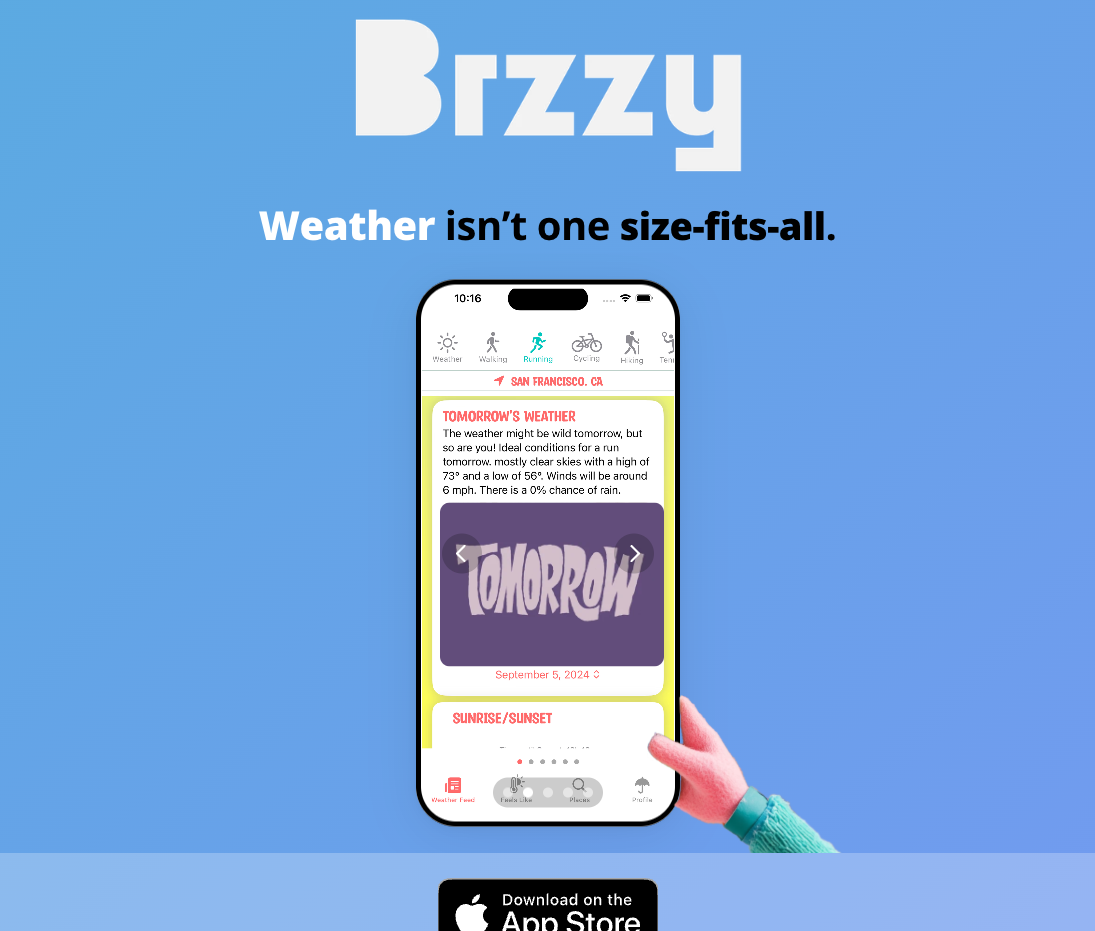 Brzzy
Weather isn’t one size-fits-all.
10:16
Weather Walking Running Cycling Hiking
SAN FRANCISCO, CA
TOMORROW'S WEATHER
The weather might be wild tomorrow, but
so are you! Ideal conditions for a run
tomorrow. mostly clear skies with a high of
73° and a low of 56°. Winds will be around
6 mph. There is a 0% chance of rain.
TOMORROW
September 5, 2024
SUNRISE/SUNSET
Weather Feed Feels Like Places Profile
Download on the
App Store